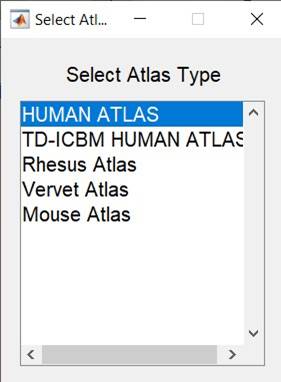 Select Atl...
Select Atlas Type
HUMAN ATLAS
TD-ICBM HUMAN ATLAS
Rhesus Atlas
Vervet Atlas
Mouse Atlas